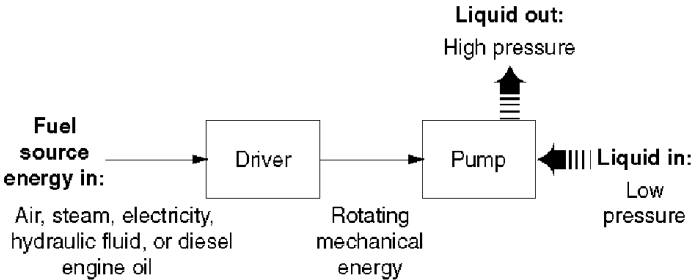 Liquid out:
High pressure
Fuel
source
energy in:
Driver
Pump
Liquid in:
Low
pressure
Air, steam, electricity,
hydraulic fluid, or diesel
engine oil
Rotating
mechanical
energy